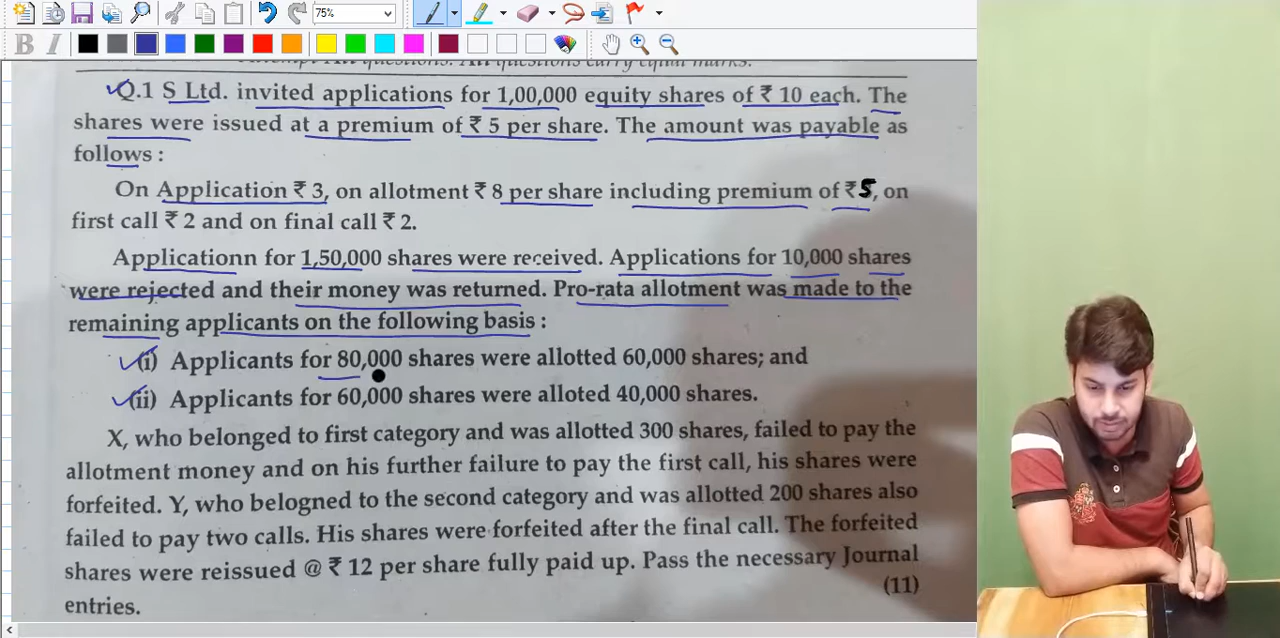 75%
B I
Attempt All questions. All questions carry equal marks.
Q.1 S Ltd. invited applications for 1,00,000 equity shares of ₹ 10 each. The
shares were issued at a premium of ₹ 5 per share. The amount was payable as
follows :
On Application ₹ 3, on allotment ₹ 8 per share including premium of ₹5, on
first call ₹ 2 and on final call ₹ 2.
Applicationn for 1,50,000 shares were received. Applications for 10,000 shares
were rejected and their money was returned. Pro-rata allotment was made to the
remaining applicants on the following basis :
(i) Applicants for 80,000 shares were allotted 60,000 shares; and
(ii) Applicants for 60,000 shares were alloted 40,000 shares.
X, who belonged to first category and was allotted 300 shares, failed to pay the
allotment money and on his further failure to pay the first call, his shares were
forfeited. Y, who belogned to the second category and was allotted 200 shares also
failed to pay two calls. His shares were forfeited after the final call. The forfeited
shares were reissued @ ₹ 12 per share fully paid up. Pass the necessary Journal
entries. (11)